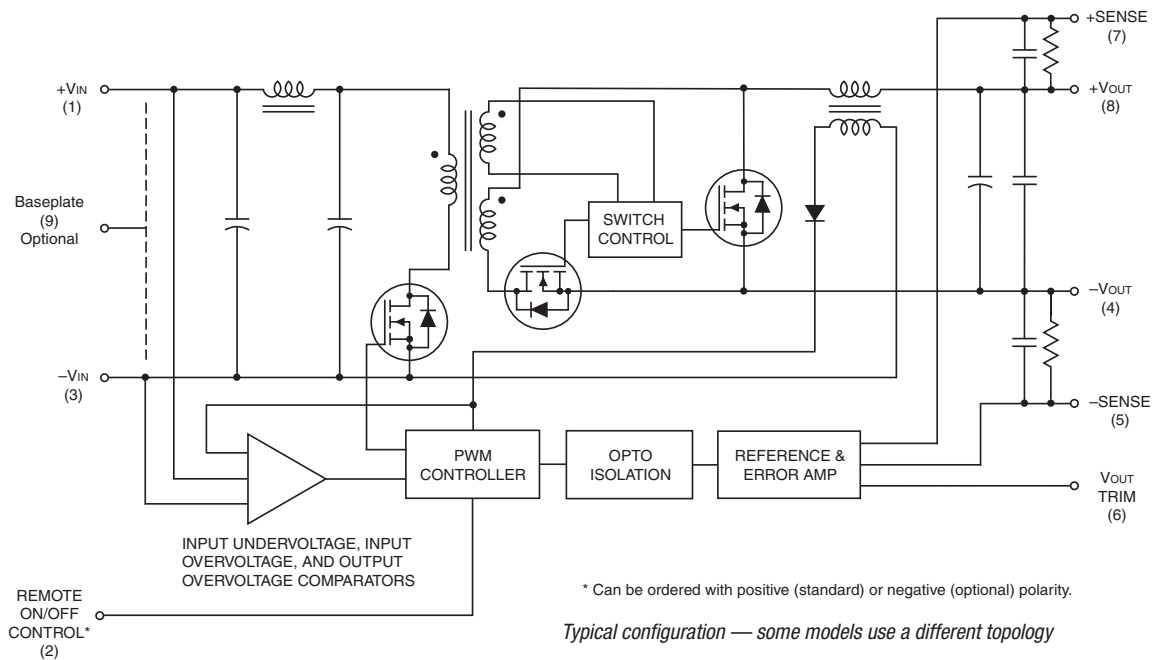 +SENSE
(7)
+VIN
(1)
+VOUT
(8)
Baseplate
(9)
Optional
SWITCH
CONTROL
−VOUT
(4)
−VIN
(3)
−SENSE
(5)
PWM
CONTROLLER
OPTO
ISOLATION
REFERENCE &
ERROR AMP
VOUT
TRIM
(6)
INPUT UNDERVOLTAGE, INPUT
OVERVOLTAGE, AND OUTPUT
OVERVOLTAGE COMPARATORS
REMOTE
ON/OFF
CONTROL*
(2)
* Can be ordered with positive (standard) or negative (optional) polarity.
Typical configuration — some models use a different topology